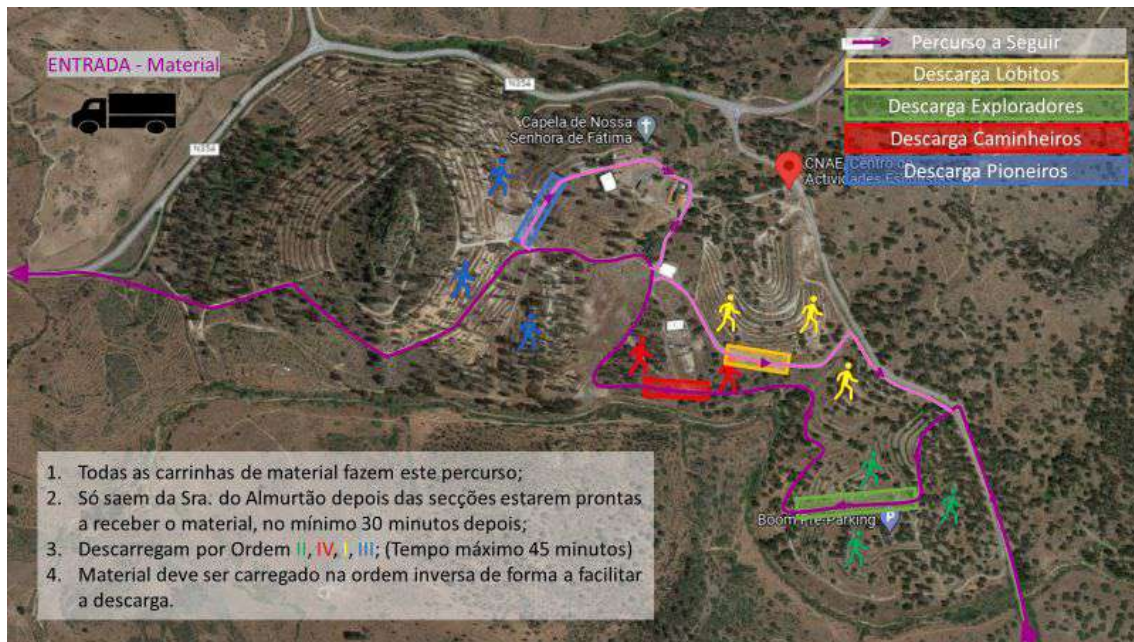 ENTRADA - Material
Percurso a Seguir
Descarga Lobitos
Descarga Exploradores
Descarga Caminheiros
Descarga Pioneiros
N354
N354
Capela de Nossa
Senhora de Fátima
CNAE, Centro
Actividades
Boom Pre-Parking
P
1. Todas as carrinhas de material fazem este percurso;
2. Só saem da Sra. do Almurtão depois das secções estarem prontas
a receber o material, no mínimo 30 minutos depois;
3. Descarregam por Ordem II, IV, I, III; (Tempo máximo 45 minutos)
4. Material deve ser carregado na ordem inversa de forma a facilitar
a descarga.